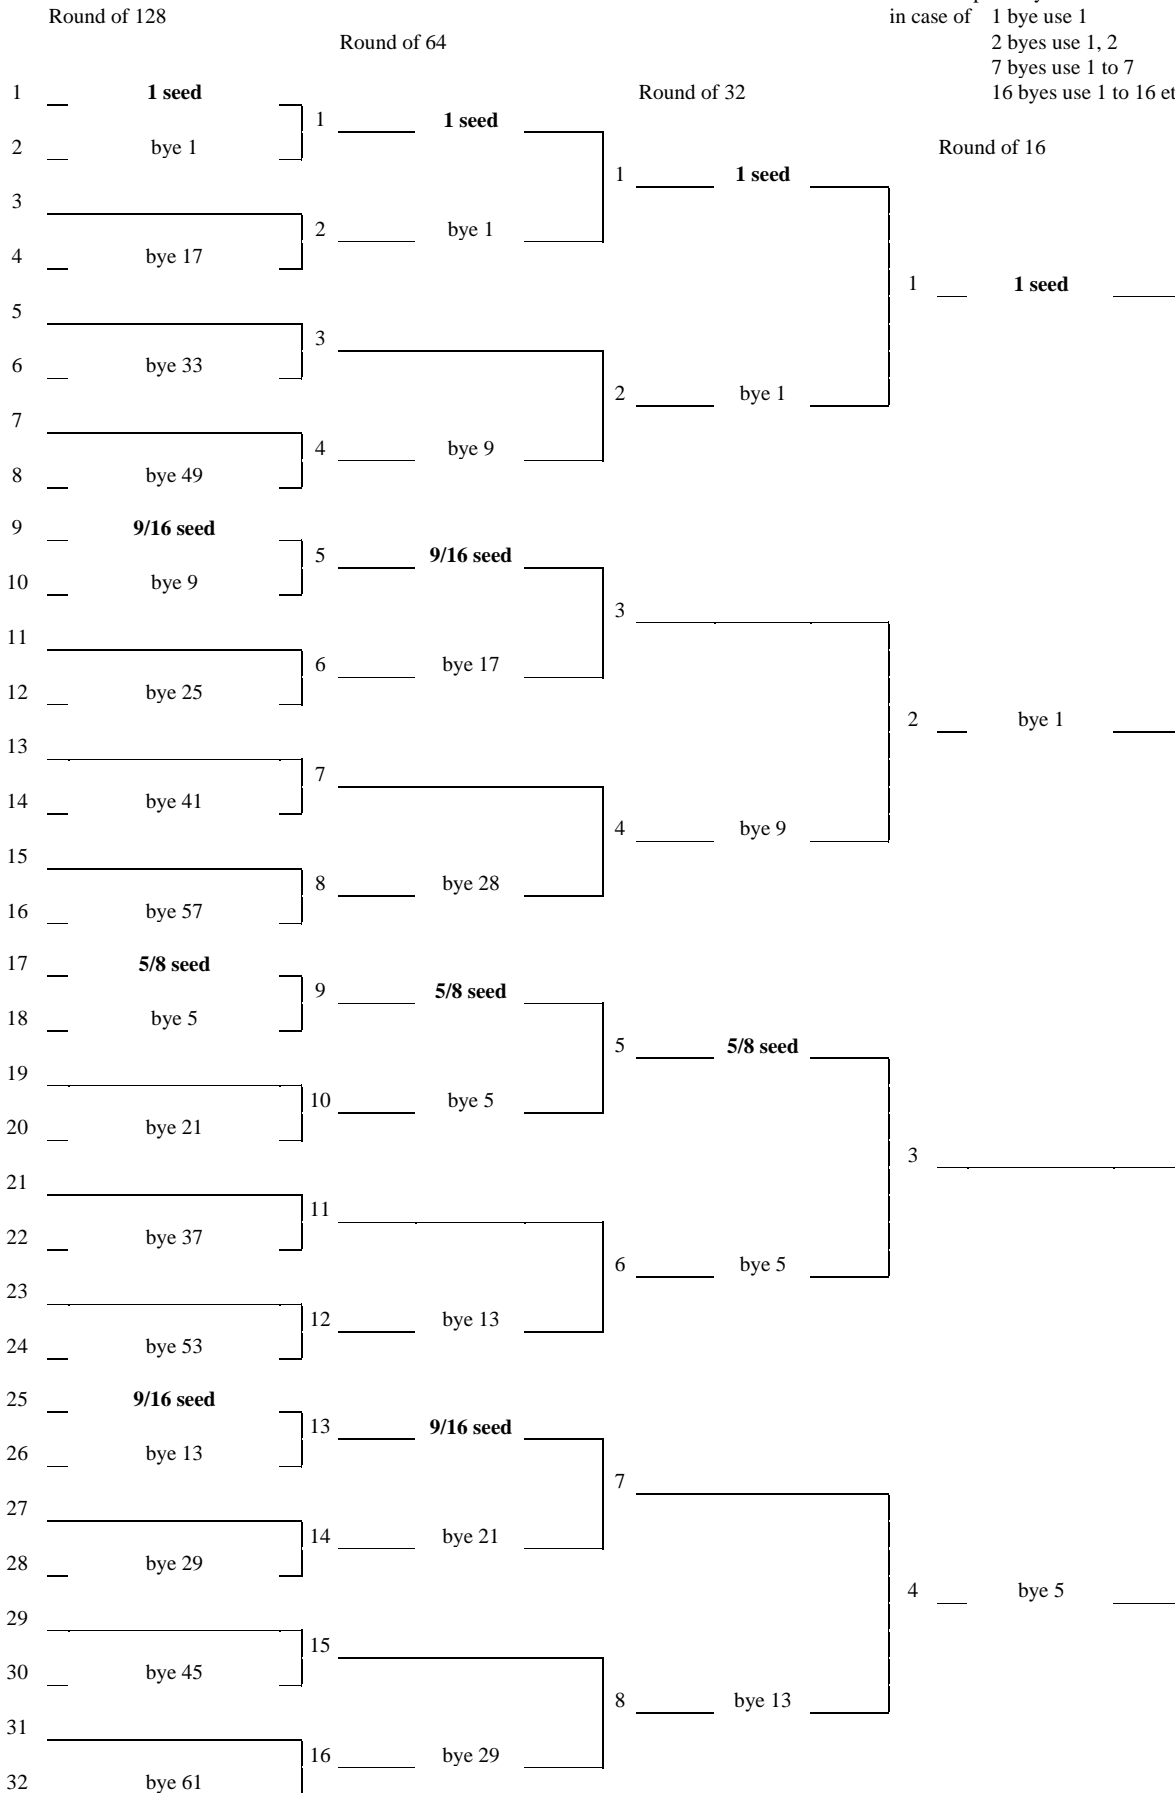 Round of 128
in case of 1 bye use 1
Round of 64
2 byes use 1, 2
7 byes use 1 to 7
1 1 seed
Round of 32
16 byes use 1 to 16 et
1 1 seed
2 bye 1
Round of 16
1 1 seed
3
2 bye 1
4 bye 17
1 1 seed
5
3
6 bye 33
2 bye 1
7
4 bye 9
8 bye 49
9 9/16 seed
5 9/16 seed
10 bye 9
3
11
6 bye 17
12 bye 25
2 bye 1
13
7
14 bye 41
4 bye 9
15
8 bye 28
16 bye 57
17 5/8 seed
9 5/8 seed
18 bye 5
5 5/8 seed
19
10 bye 5
20 bye 21
3
21
11
22 bye 37
6 bye 5
23
12 bye 13
24 bye 53
25 9/16 seed
13 9/16 seed
26 bye 13
7
27
14 bye 21
28 bye 29
4 bye 5
29
15
30 bye 45
8 bye 13
31
16 bye 29
32 bye 61